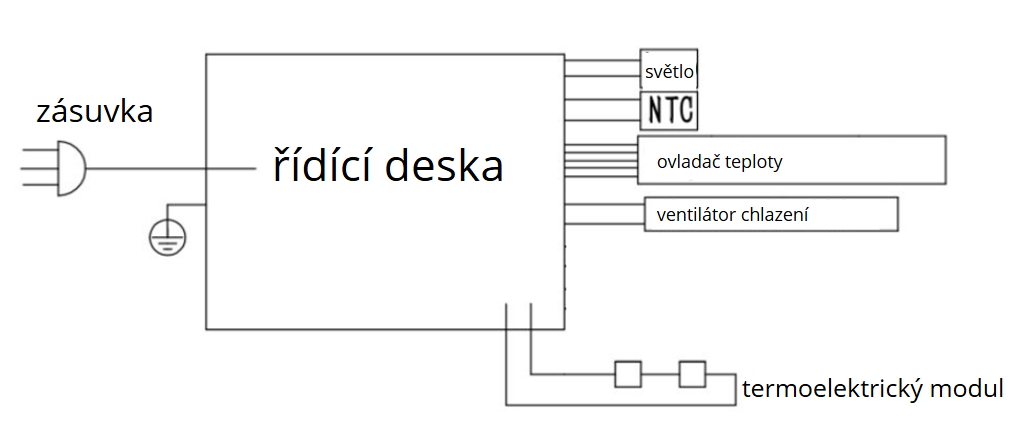 světlo
NTC
zásuvka
řídící deska
ovladač teploty
ventilátor chlazení
termoelektrický modul